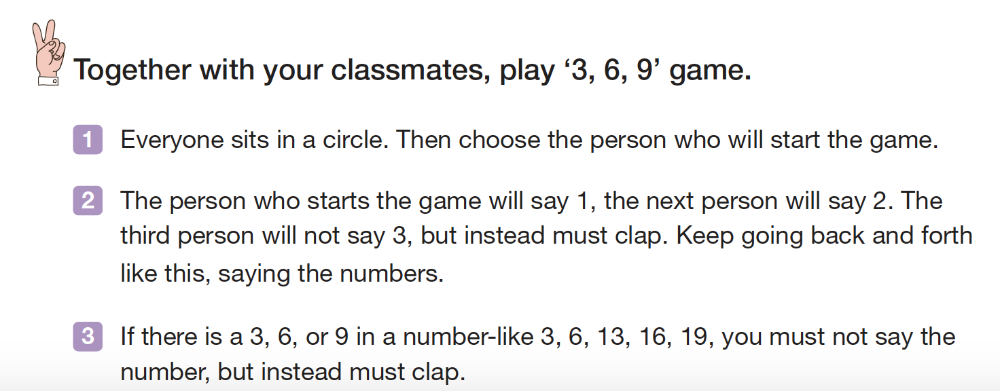 Together with your classmates, play ‘3, 6, 9’ game.
1 Everyone sits in a circle. Then choose the person who will start the game.
2 The person who starts the game will say 1, the next person will say 2. The
third person will not say 3, but instead must clap. Keep going back and forth
like this, saying the numbers.
3 If there is a 3, 6, or 9 in a number-like 3, 6, 13, 16, 19, you must not say the
number, but instead must clap.